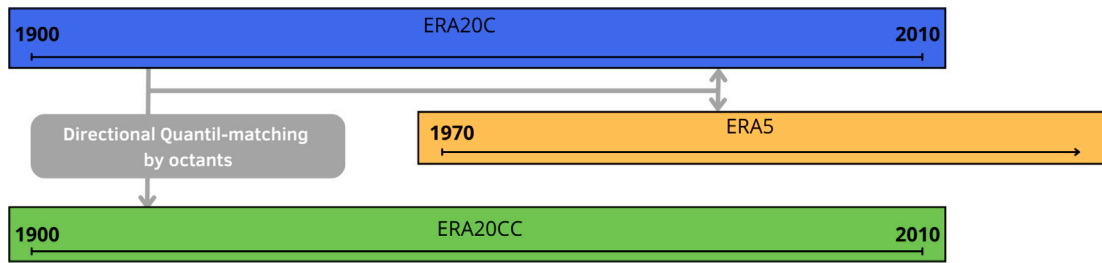 ERA20C
1900
2010
Directional Quantil-matching
by octants
ERA5
1970
ERA20CC
1900
2010